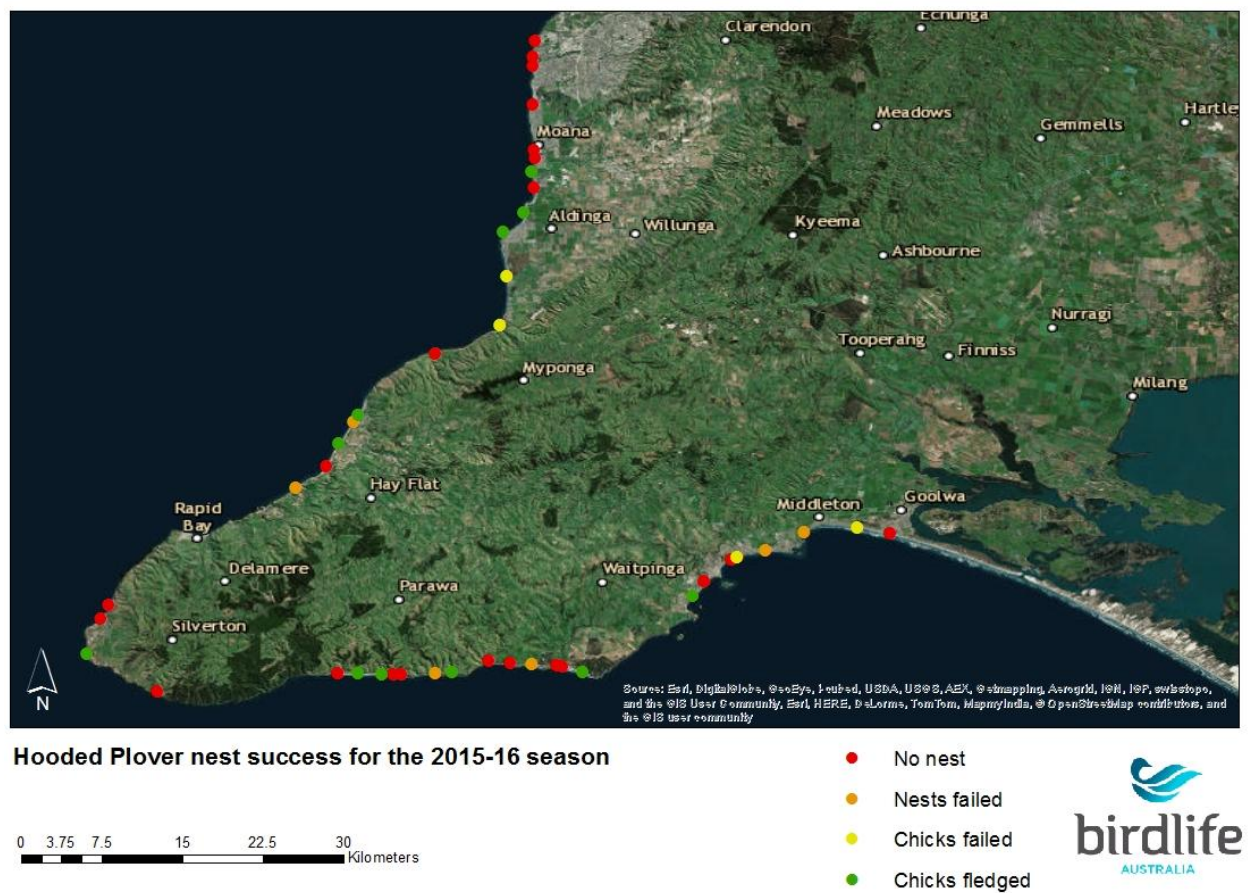 Clarendon
Echunga
Meadows
Hartle
Gemmells
Moana
Aldinga
Willunga
Kyeema
Ashbourne
Nurragi
Tooperang
Finniss
Myponga
Milang
Hay Flat
Rapid
Bay
Middleton
Goolwa
Delamere
Parawa
Waitpinga
Silverton
N
Source: Esri, DigitalGlobe, GeoEye, i-cubed, USDA, USGS, AEX, Getmapping, Aerogrid, IGN, IGP, swisstopo,
and the GIS User Community, Esri, HERE, DeLorme, TomTom, MapmyIndia, © OpenStreetMap contributors, and
the GIS user community
Hooded Plover nest success for the 2015-16 season
0 3.75 7.5 15 22.5 30
Kilometers
No nest
Nests failed
Chicks failed
Chicks fledged
birdlife
AUSTRALIA